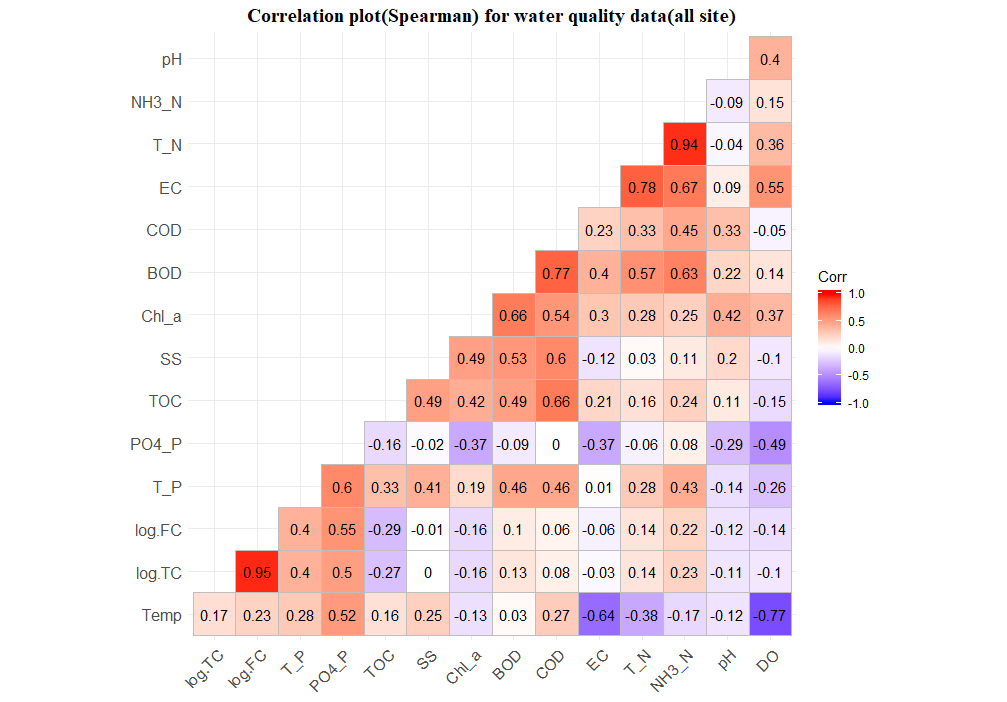 Correlation plot(Spearman) for water quality data(all site)
pH 0.4
NH3_N -0.09 0.15
T_N 0.94 -0.04 0.36
EC 0.78 0.67 0.09 0.55
COD 0.23 0.33 0.45 0.33 -0.05
BOD 0.77 0.4 0.57 0.63 0.22 0.14
Chl_a 0.66 0.54 0.3 0.28 0.25 0.42 0.37
SS 0.49 0.53 0.6 -0.12 0.03 0.11 0.2 -0.1
TOC 0.49 0.42 0.49 0.66 0.21 0.16 0.24 0.11 -0.15
PO4_P -0.16 -0.02 -0.37 -0.09 0 -0.37 -0.06 0.08 -0.29 -0.49
T_P 0.6 0.33 0.41 0.19 0.46 0.46 0.01 0.28 0.43 -0.14 -0.26
log.FC 0.4 0.55 -0.29 -0.01 -0.16 0.1 0.06 -0.06 0.14 0.22 -0.12 -0.14
log.TC 0.95 0.4 0.5 -0.27 0 -0.16 0.13 0.08 -0.03 0.14 0.23 -0.11 -0.1
Temp 0.17 0.23 0.28 0.52 0.16 0.25 -0.13 0.03 0.27 -0.64 -0.38 -0.17 -0.12 -0.77
log.TC log.FC T_P PO4_P TOC SS Chl_a BOD COD EC T_N NH3_N pH DO
Corr
1.0
0.5
0.0
-0.5
-1.0